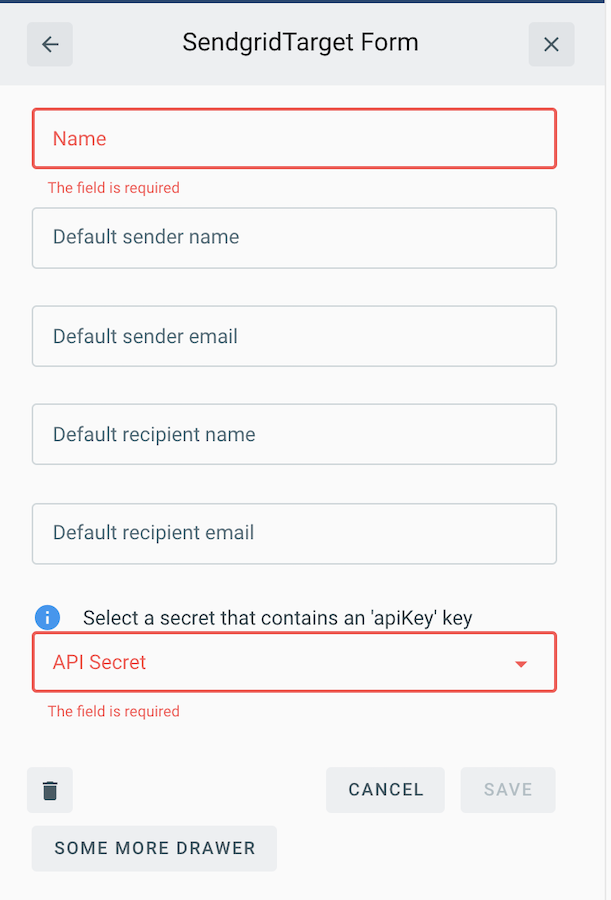 SendgridTarget Form
Name
The field is required
Default sender name
Default sender email
Default recipient name
Default recipient email
Select a secret that contains an 'apiKey' key
API Secret
The field is required
CANCEL
SAVE
SOME MORE DRAWER